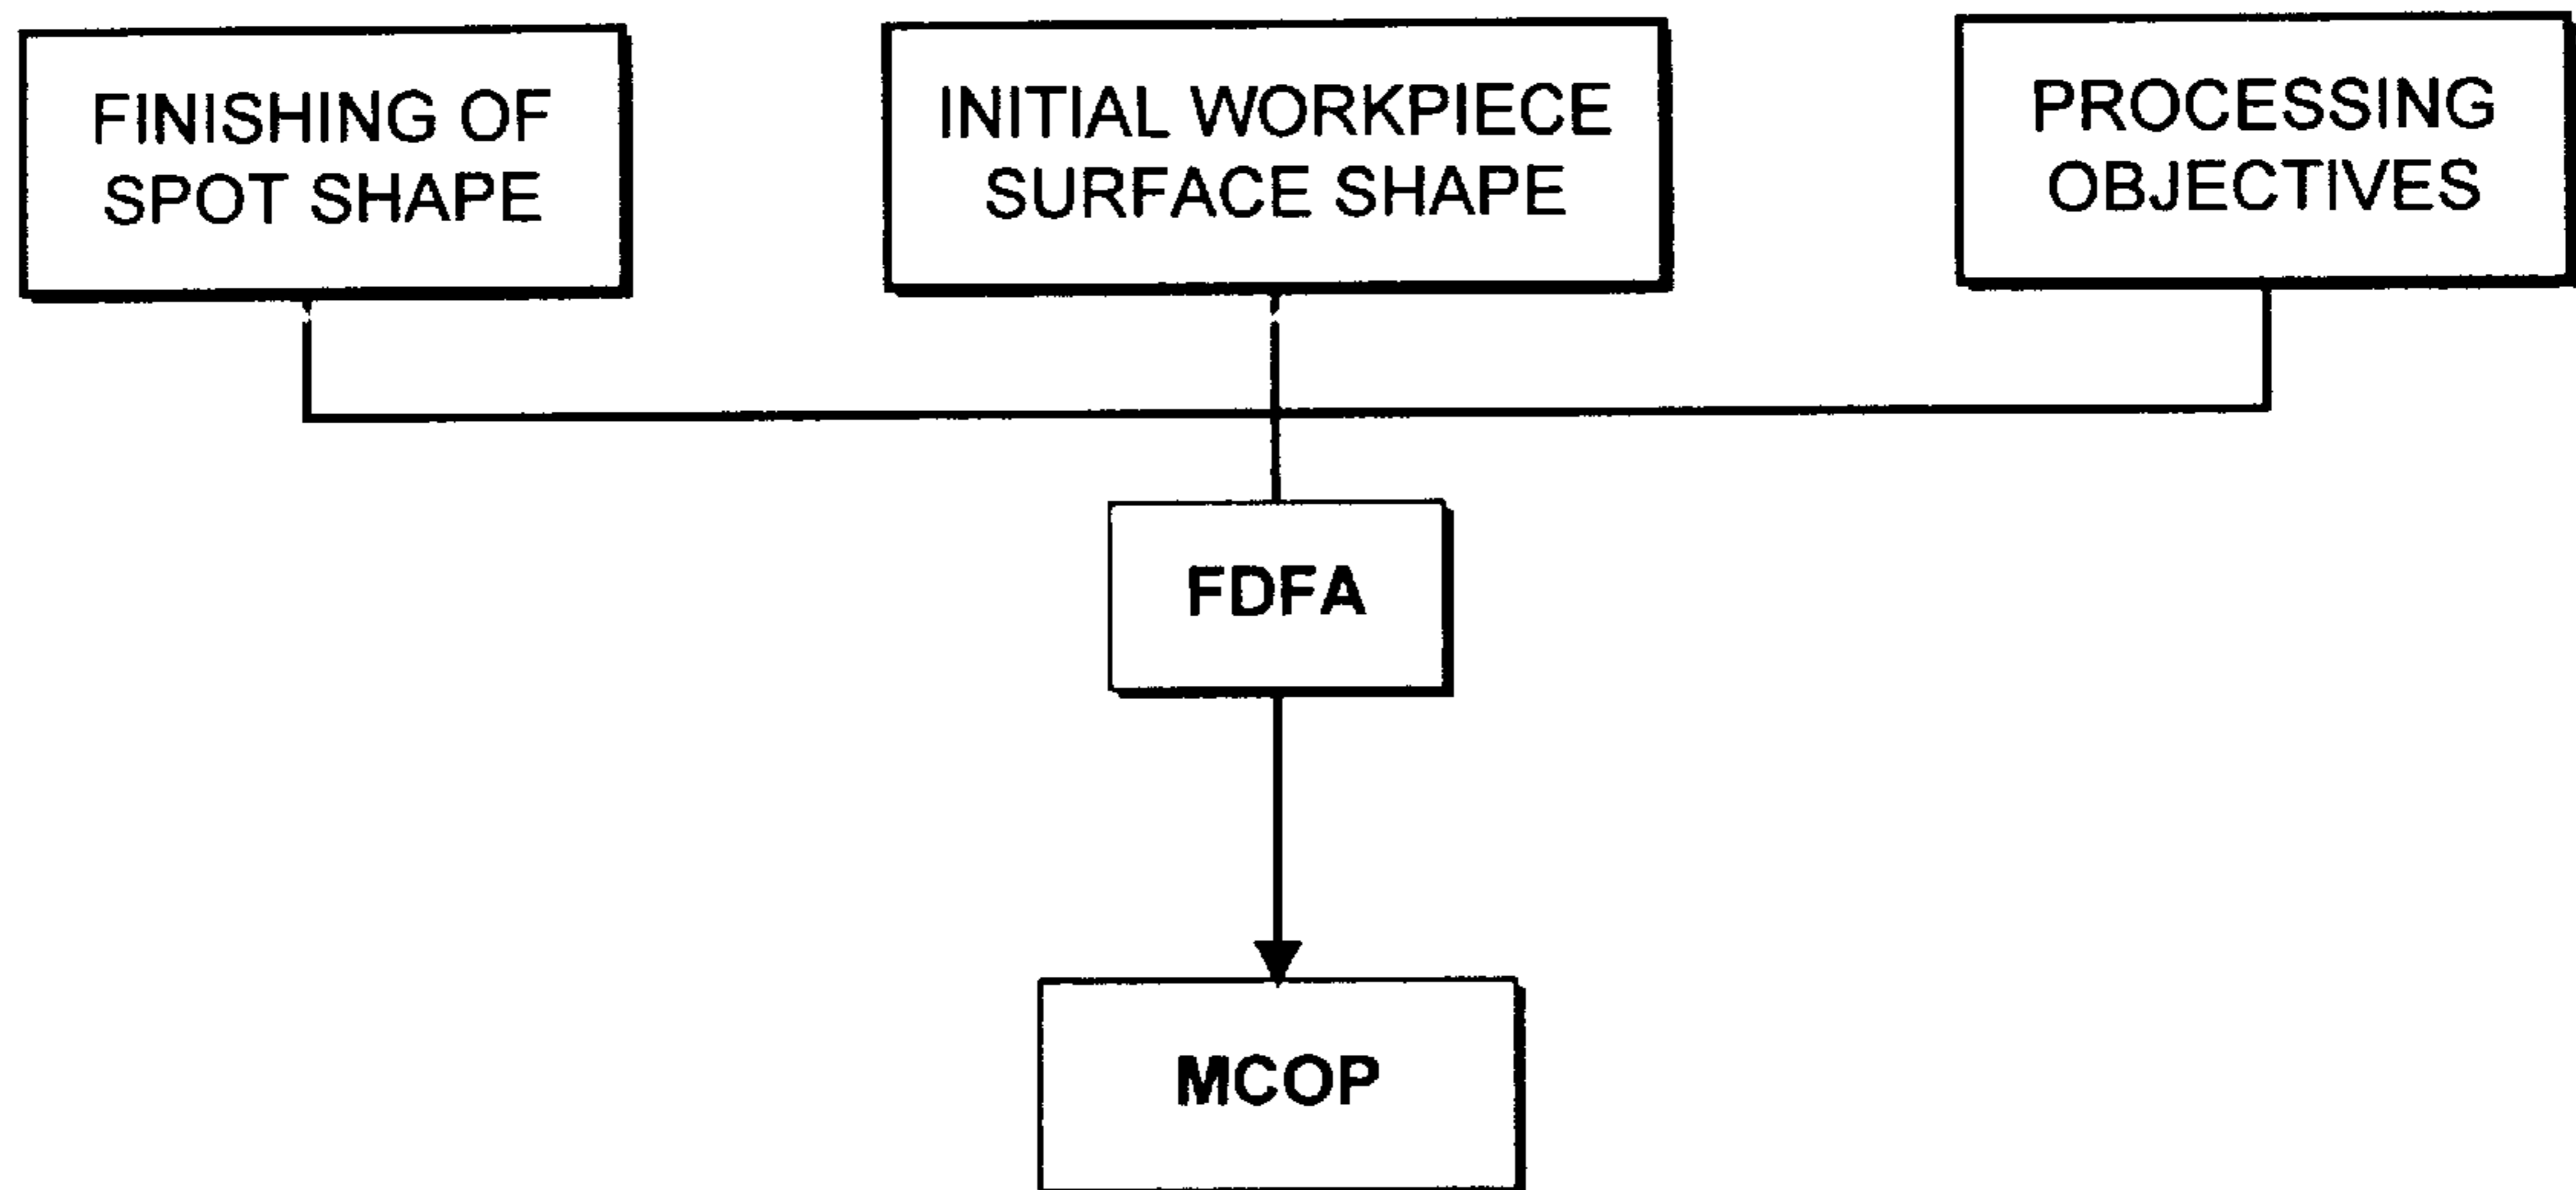 FINISHING OF
SPOT SHAPE
INITIAL WORKPIECE
SURFACE SHAPE
PROCESSING
OBJECTIVES
FDFA
MCOP